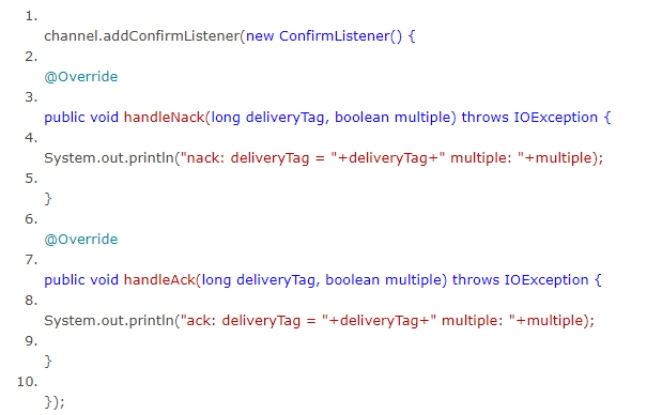 1.
channel.addConfirmListener(new ConfirmListener() {
2.
@Override
3.
public void handleNack(long deliveryTag, boolean multiple) throws IOException {
4.
System.out.println("nack: deliveryTag = "+deliveryTag+" multiple: "+multiple);
5.
}
6.
@Override
7.
public void handleAck(long deliveryTag, boolean multiple) throws IOException {
8.
System.out.println("ack: deliveryTag = "+deliveryTag+" multiple: "+multiple);
9.
}
10.
});